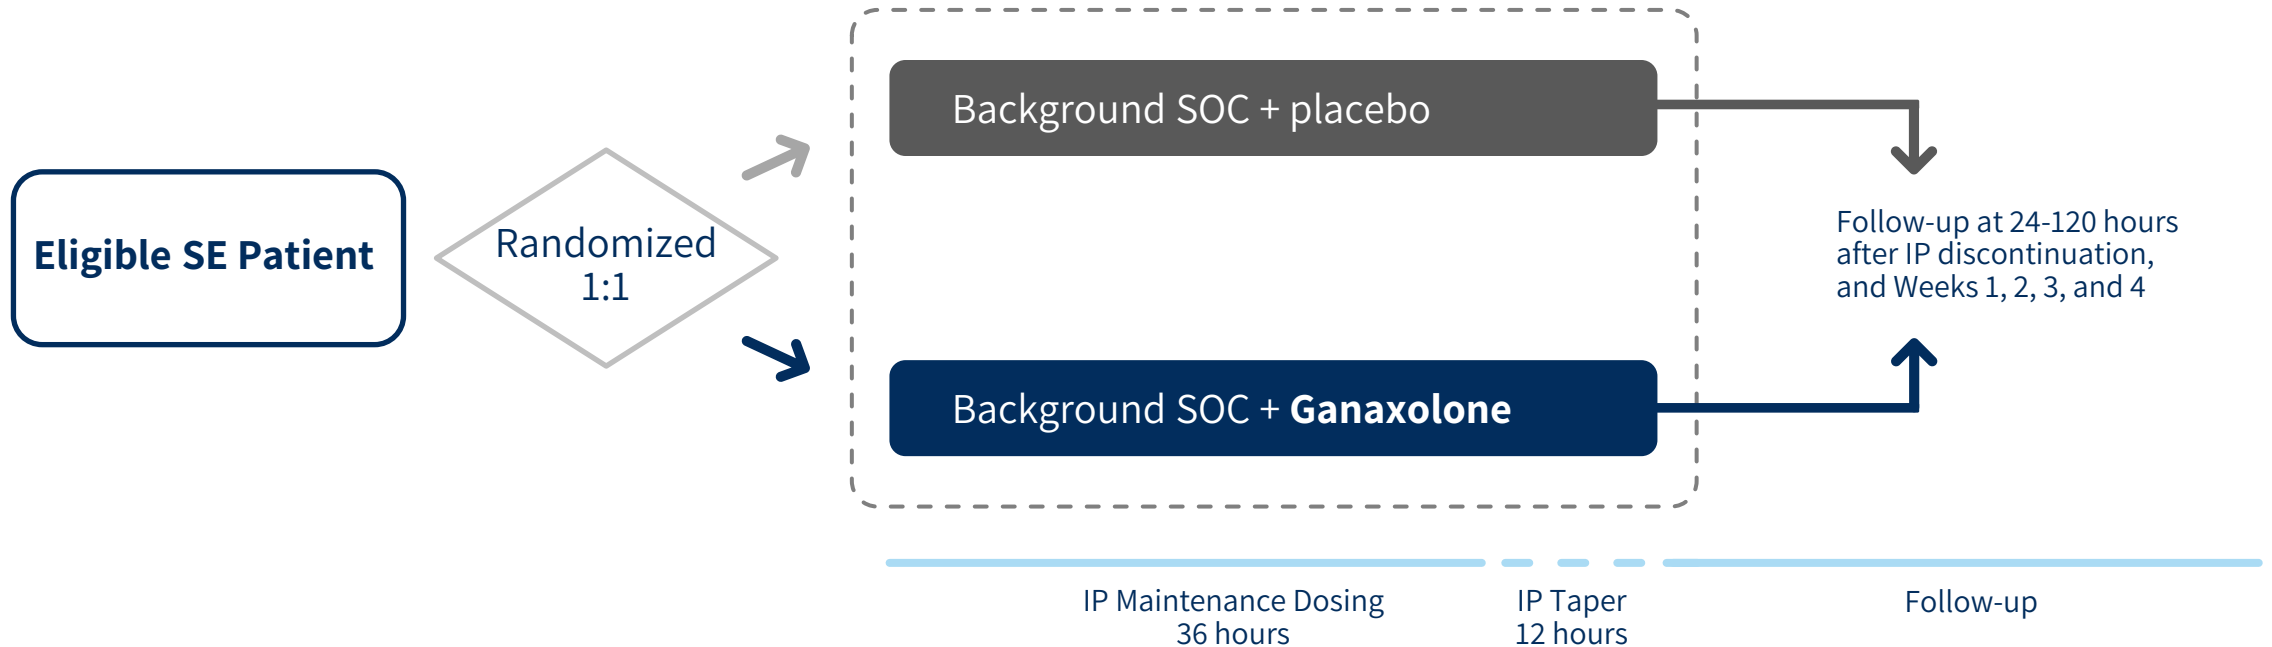 Eligible SE Patient
Randomized
1:1
Background SOC + placebo
Background SOC + Ganaxolone
Follow-up at 24-120 hours
after IP discontinuation,
and Weeks 1, 2, 3, and 4
IP Maintenance Dosing
36 hours
IP Taper
12 hours
Follow-up